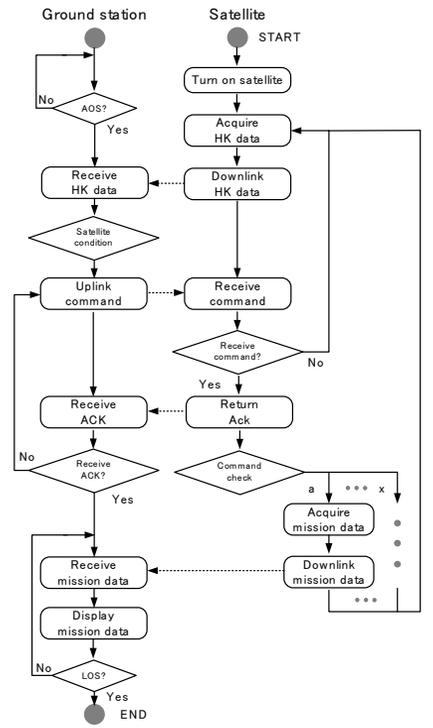 Ground station
Satellite
START
Turn on satellite
No
AOS?
Yes
Acquire
HK data
Receive
HK data
Downlink
HK data
Satellite
condition
Uplink
command
Receive
command
Receive
command?
No
Yes
Receive
ACK
Return
Ack
No
Receive
ACK?
Yes
Command
check
a
x
Acquire
mission data
Receive
mission data
Downlink
mission data
Display
mission data
No
LOS?
Yes
END